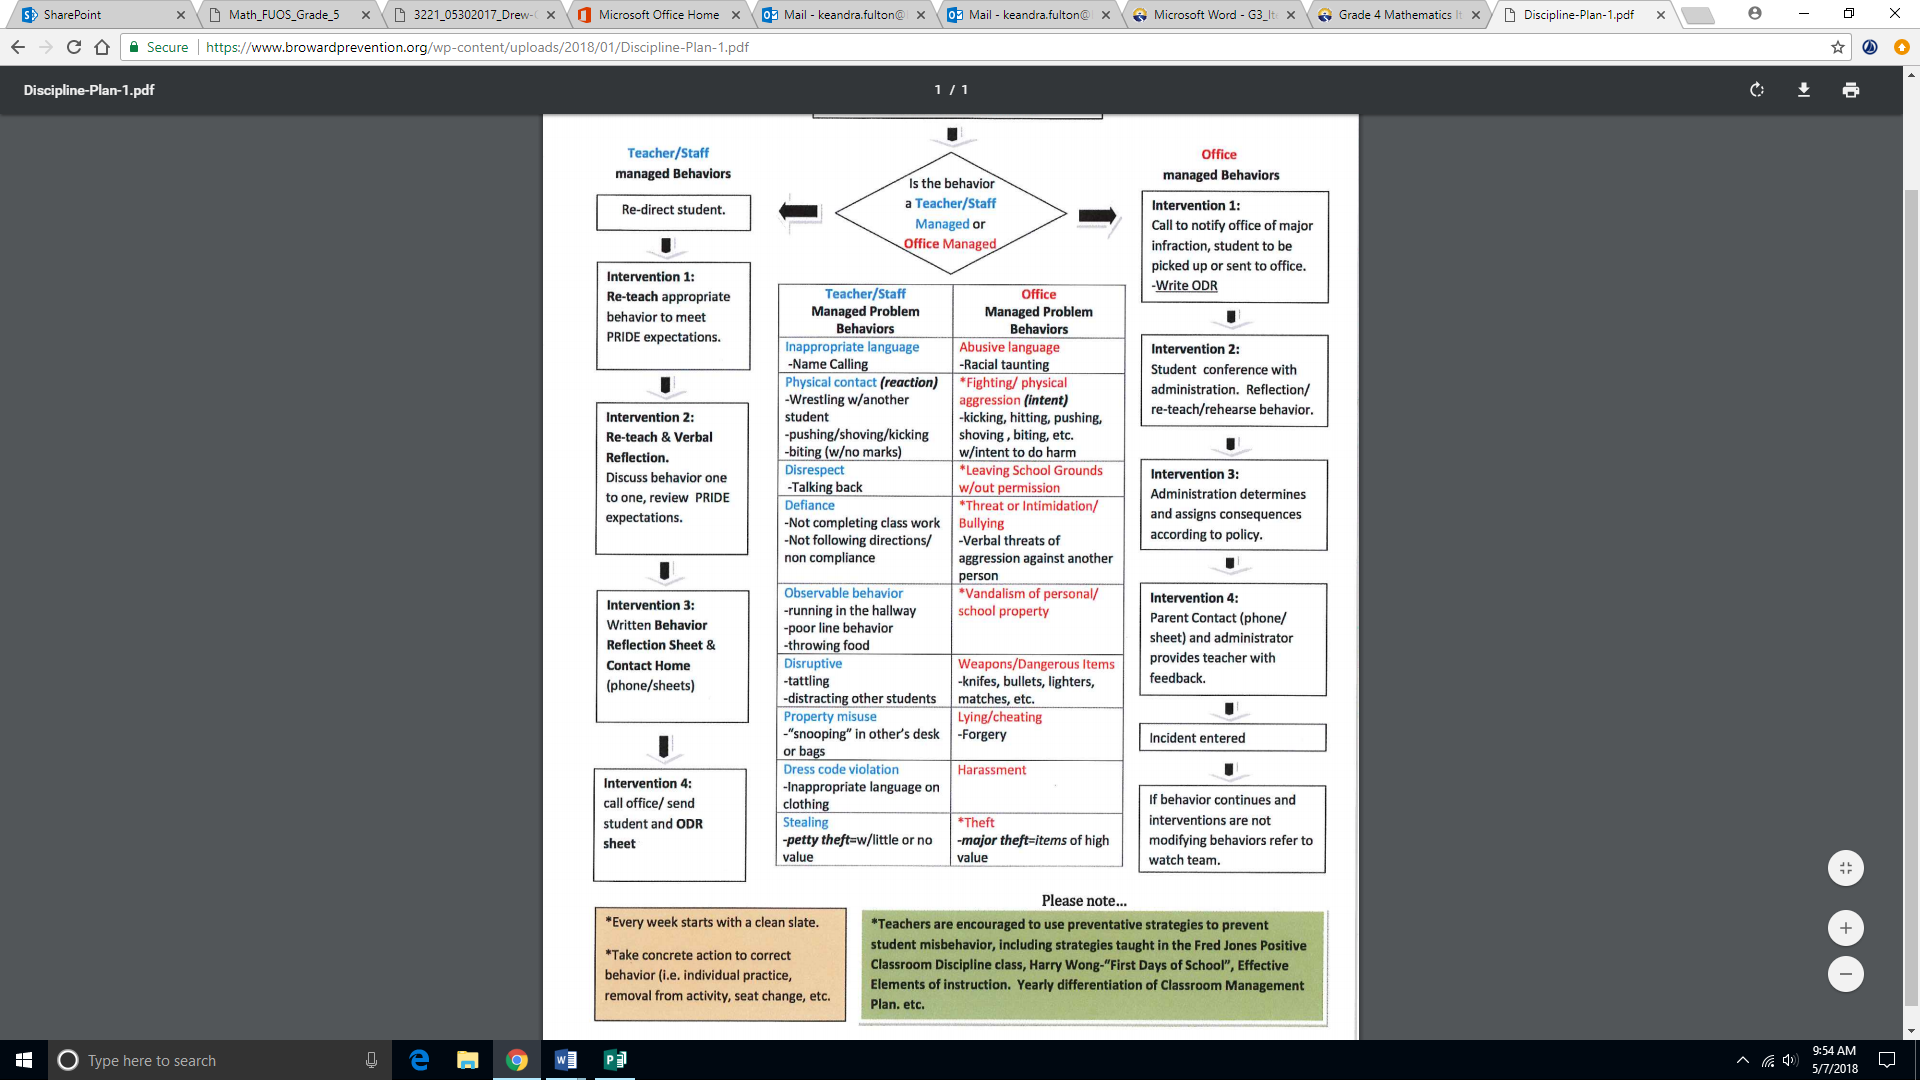 SharePoint
Math_FUOS_Grade_5
3221_05302017_Drew-
Microsoft Office Home
Mail - keandra.fulton@
Mail - keandra.fulton@
Microsoft Word - G3_It
Grade 4 Mathematics It
Discipline-Plan-1.pdf
Secure
https://www.browardprevention.org/wp-content/uploads/2018/01/Discipline-Plan-1.pdf
Discipline-Plan-1.pdf
1 / 1
Teacher/Staff
managed Behaviors
Re-direct student.
Intervention 1:
Re-teach appropriate
behavior to meet
PRIDE expectations.
Intervention 2:
Re-teach & Verbal
Reflection.
Discuss behavior one
to one, review PRIDE
expectations.
Intervention 3:
Written Behavior
Reflection Sheet &
Contact Home
(phone/sheets)
Intervention 4:
call office/ send
student and ODR
sheet
Is the behavior
a Teacher/Staff
Managed or
Office Managed
Teacher/Staff
Managed Problem
Behaviors
Office
Managed Problem
Behaviors
Inappropriate language
-Name Calling
Abusive language
-Racial taunting
Physical contact (reaction)
-Wrestling w/another
student
-pushing/shoving/kicking
-biting (w/no marks)
*Fighting/ physical
aggression (intent)
-kicking, hitting, pushing,
shoving , biting, etc.
w/intent to do harm
Disrespect
-Talking back
*Leaving School Grounds
w/out permission
Defiance
-Not completing class work
-Not following directions/
non compliance
*Threat or Intimidation/
Bullying
-Verbal threats of
aggression against another
person
Observable behavior
-running in the hallway
-poor line behavior
-throwing food
*Vandalism of personal/
school property
Disruptive
-tattling
-distracting other students
Weapons/Dangerous Items
-knifes, bullets, lighters,
matches, etc.
Property misuse
-“snooping” in other’s desk
or bags
Lying/cheating
-Forgery
Dress code violation
-Inappropriate language on
clothing
Harassment
Stealing
-petty theft=w/little or no
value
*Theft
-major theft=items of high
value
Office
managed Behaviors
Intervention 1:
Call to notify office of major
infraction, student to be
picked up or sent to office.
-Write ODR
Intervention 2:
Student conference with
administration. Reflection/
re-teach/rehearse behavior.
Intervention 3:
Administration determines
and assigns consequences
according to policy.
Intervention 4:
Parent Contact (phone/
sheet) and administrator
provides teacher with
feedback.
Incident entered
If behavior continues and
interventions are not
modifying behaviors refer to
watch team.
*Every week starts with a clean slate.
*Take concrete action to correct
behavior (i.e. individual practice,
removal from activity, seat change, etc.
Please note...
*Teachers are encouraged to use preventative strategies to prevent
student misbehavior, including strategies taught in the Fred Jones Positive
Classroom Discipline class, Harry Wong-“First Days of School”, Effective
Elements of instruction. Yearly differentiation of Classroom Management
Plan. etc.
Type here to search
9:54 AM
5/7/2018